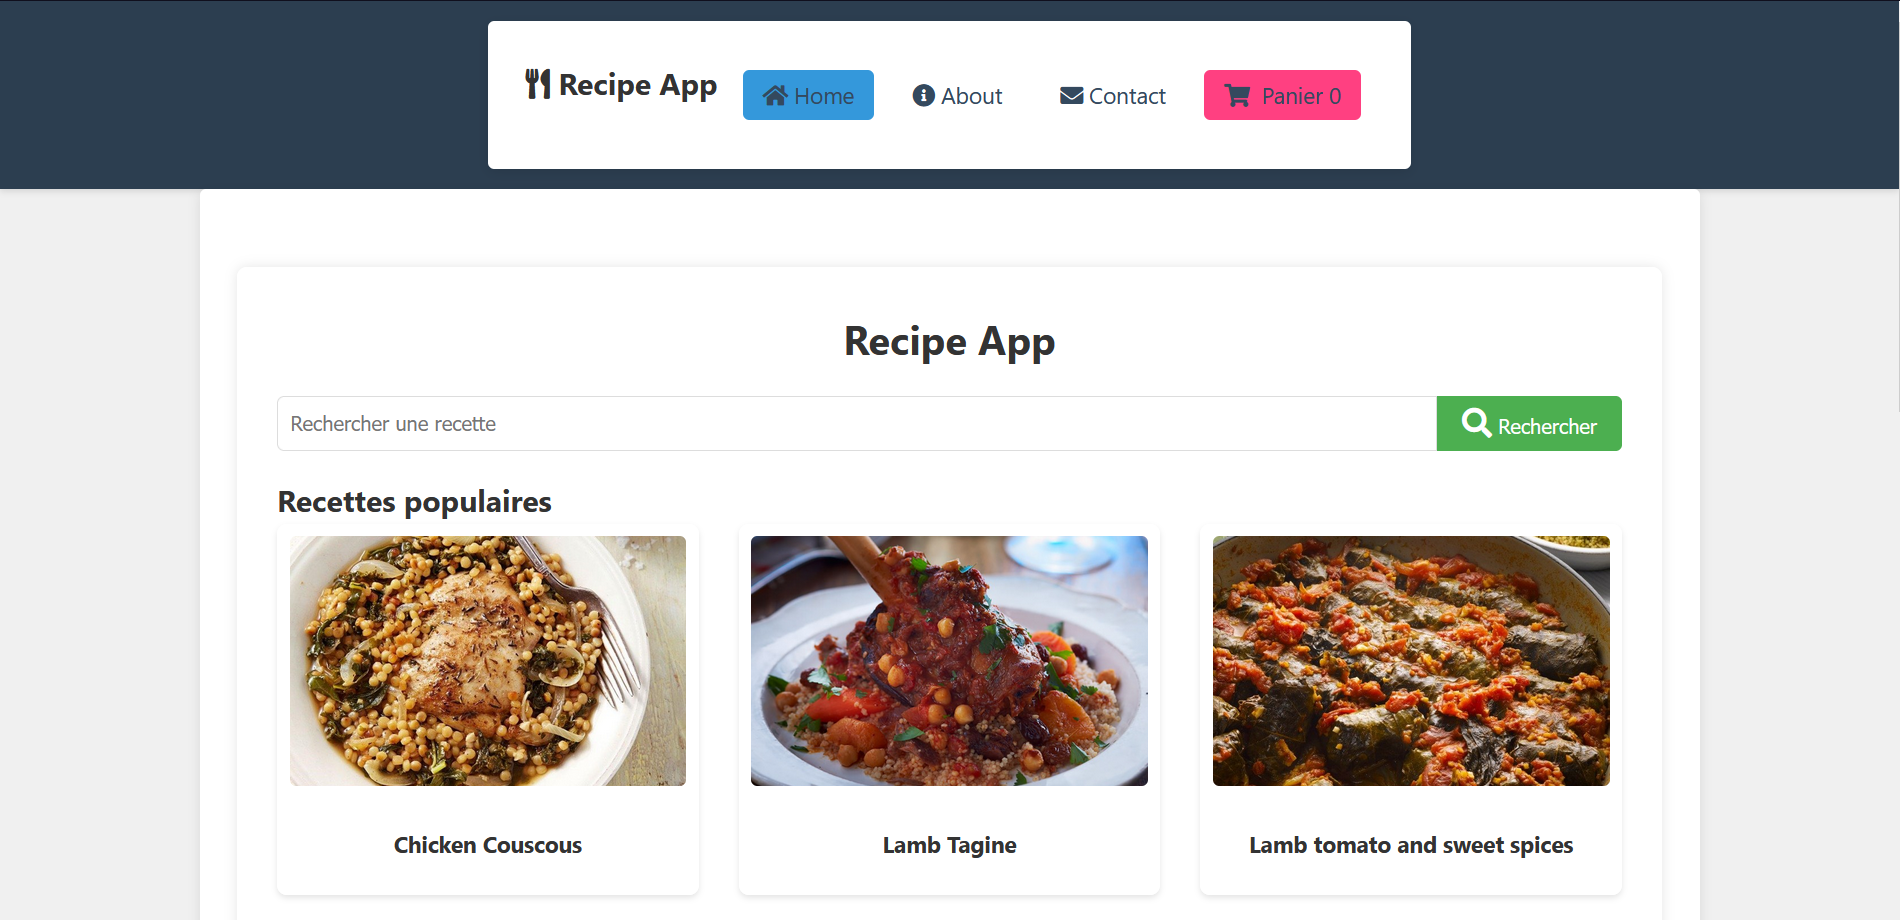 Recipe App
Home
About
Contact
Panier 0
Recipe App
Rechercher une recette
Rechercher
Recettes populaires
Chicken Couscous
Lamb Tagine
Lamb tomato and sweet spices